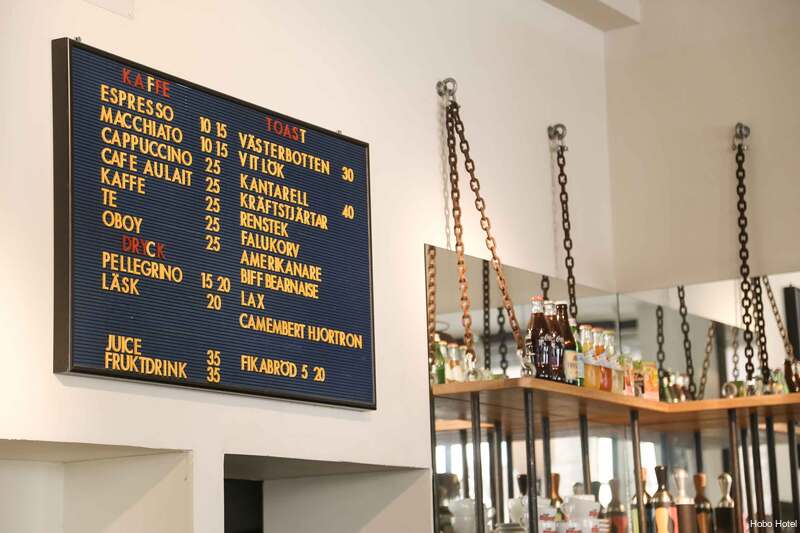 KAFFE
ESPRESSO 10 15
MACCHIATO 10 15
CAPPUCCINO 25
CAFE AULAIT 25
KAFFE 25
TE 25
OBOY 25
DRYCK
PELLEGRINO 15 20
LÄSK 20
JUICE 35
FRUKTDRINK 35
TOAST
VÄSTERBOTTEN 30
VITLÖK
KANTARELL
KRÄFTSTJÄRTAR 40
RENSTEK
FALUKORV
AMERIKANARE
BIFF BEARNAISE
LAX
CAMEMBERT HJORTRON
FIKABRÖD 5 20
Hobo Hotel